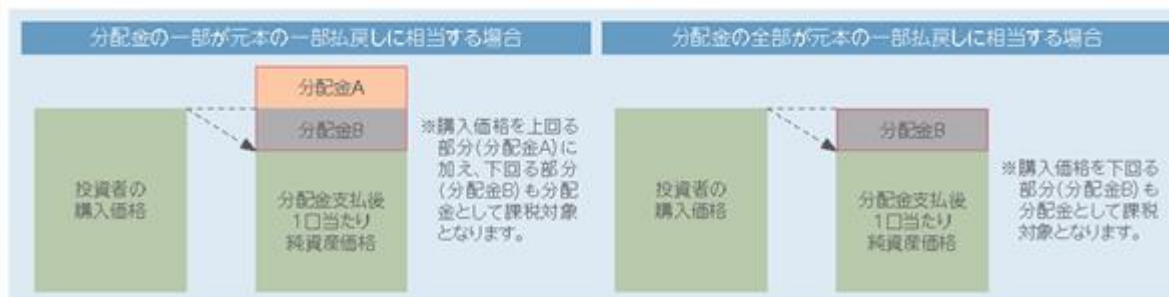 分配金の一部が元本の一部払戻しに相当する場合
分配金A
分配金B
投資者の
購入価格
分配金支払後
1口当たり
純資産価格
※購入価格を上回る
部分(分配金A)に
加え、下回る部分
(分配金B)も分配
金として課税対象
となります。
分配金の全部が元本の一部払戻しに相当する場合
分配金B
投資者の
購入価格
分配金支払後
1口当たり
純資産価格
※購入価格を下回る
部分(分配金B)も
分配金として課税
対象となります。